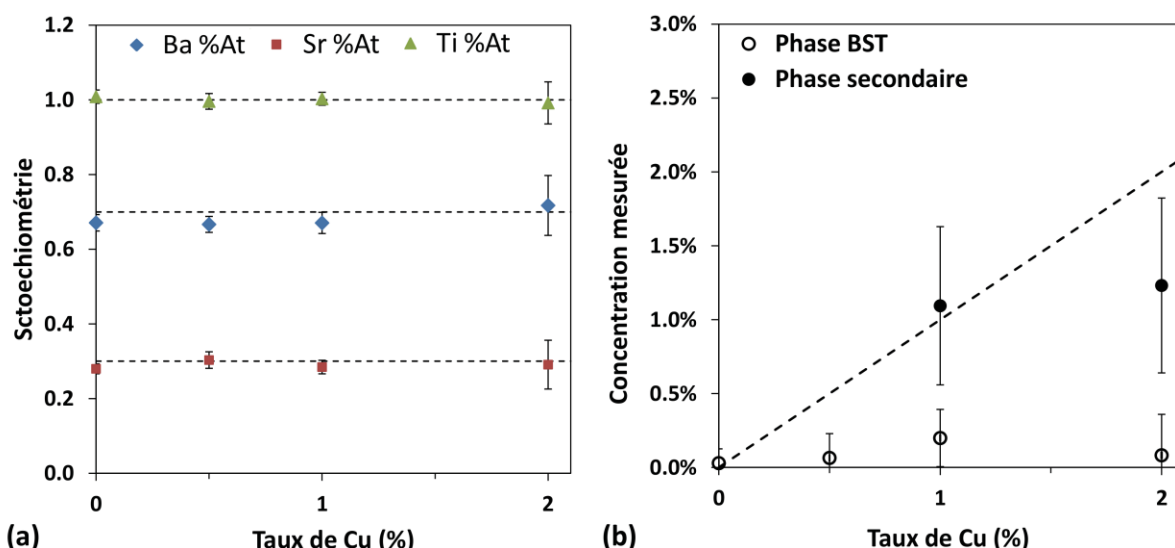 1.2
Ba %At Sr %At Ti %At
1.0
0.8
0.6
0.4
0.2
0.0
0 1 2
Sctoechiométrie
Taux de Cu (%)
(a)
3.0%
Phase BST
Phase secondaire
2.5%
2.0%
1.5%
1.0%
0.5%
0.0%
0 1 2
Concentration mesurée
Taux de Cu (%)
(b)